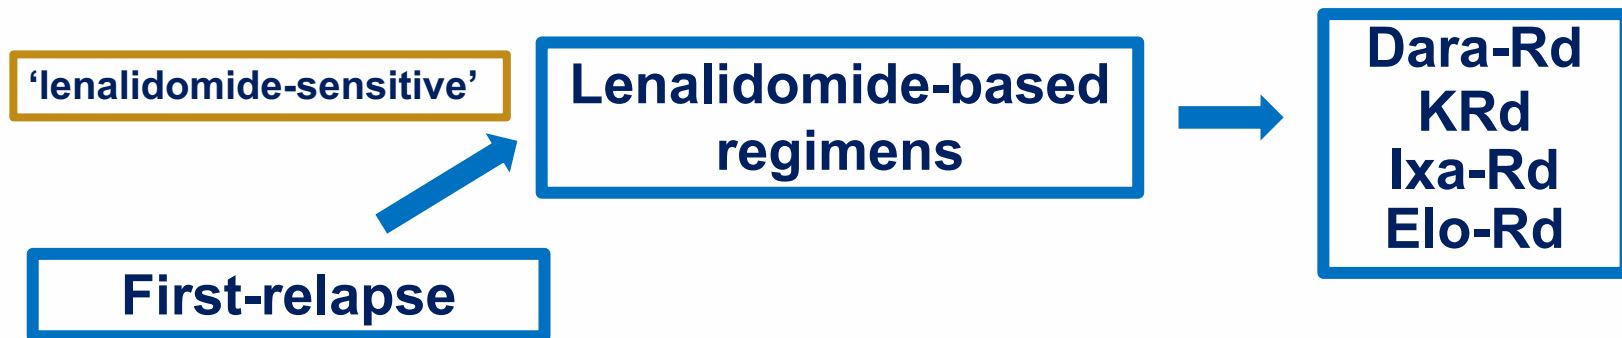 ‘lenalidomide-sensitive’
Lenalidomide-based
regimens
Dara-Rd
KRd
Ixa-Rd
Elo-Rd
First-relapse